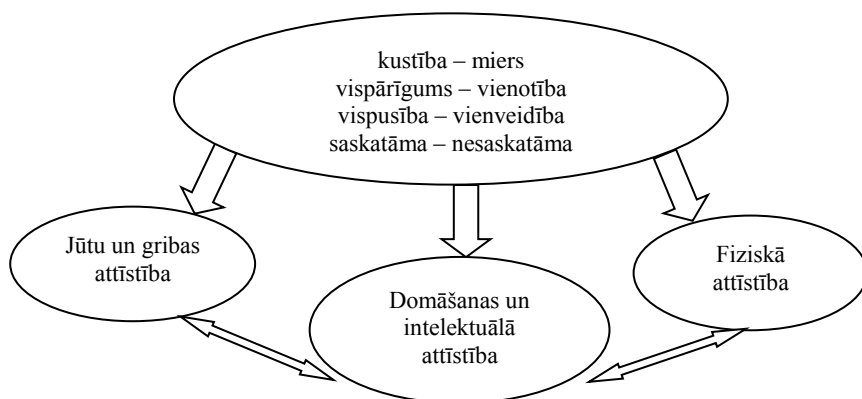 kustība – miers
vispārīgums – vienotība
vispusība – vienveidība
saskatāma – nesaskatāma
Jūtu un gribas
attīstība
Domāšanas un
intelektuālā
attīstība
Fiziskā
attīstība